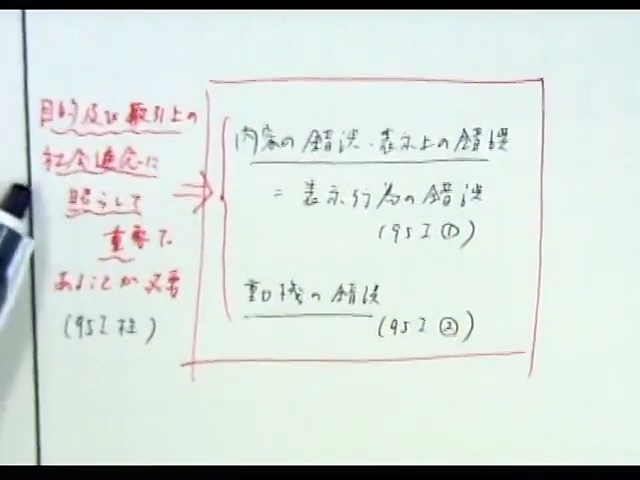 目的及び取引上の
社会通念に
照らして
重要で
あることが必要
(95Ⅰ柱)
内容の錯誤・表示上の錯誤
= 表示行為の錯誤
(95Ⅰ①)
動機の錯誤
(95Ⅰ②)